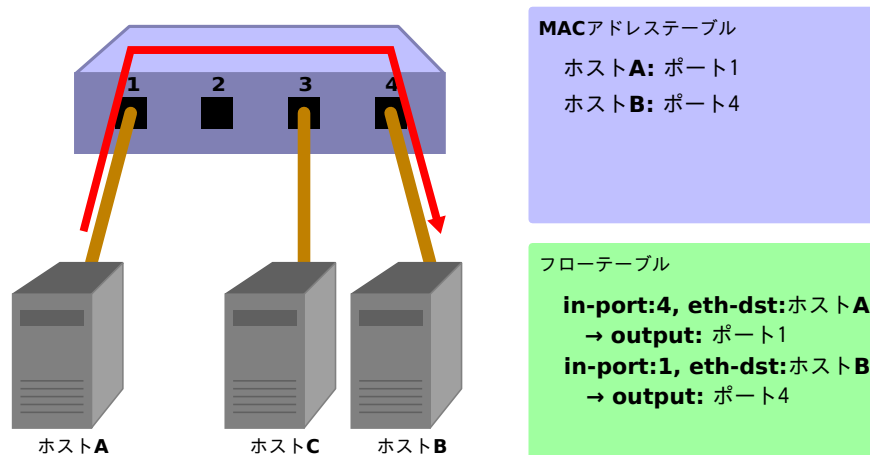 1 2 3 4
ホストA
ホストC
ホストB
MACアドレステーブル
ホストA: ポート1
ホストB: ポート4
フローテーブル
in-port:4, eth-dst:ホストA
→ output: ポート1
in-port:1, eth-dst:ホストB
→ output: ポート4